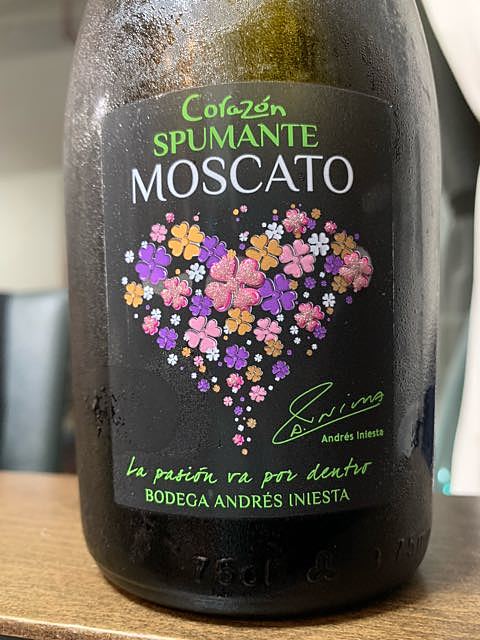 Corazón
SPUMANTE
MOSCATO
Andrés Iniesta
La pasión va por dentro
BODEGA ANDRÉS INIESTA
75cl